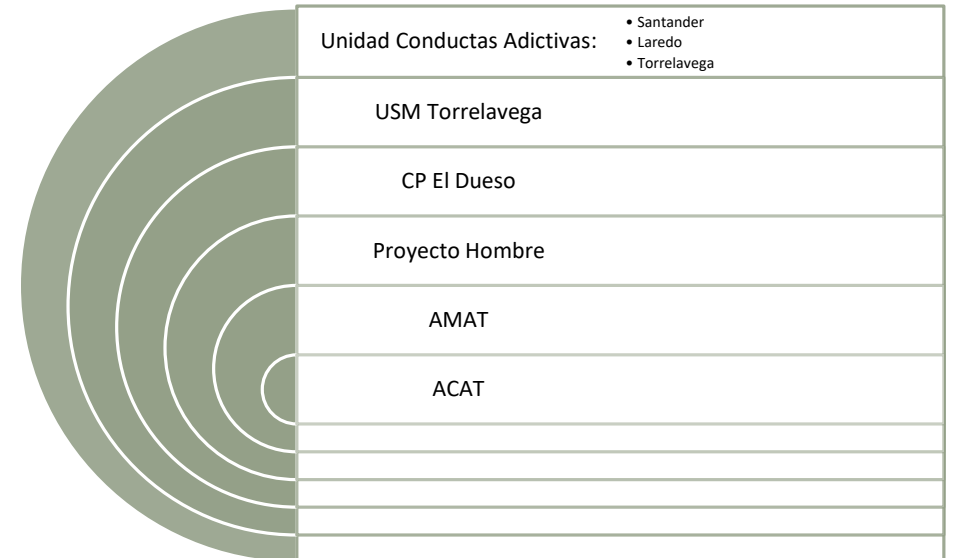 Unidad Conductas Adictivas:
• Santander
• Laredo
• Torrelavega
USM Torrelavega
CP El Dueso
Proyecto Hombre
AMAT
ACAT